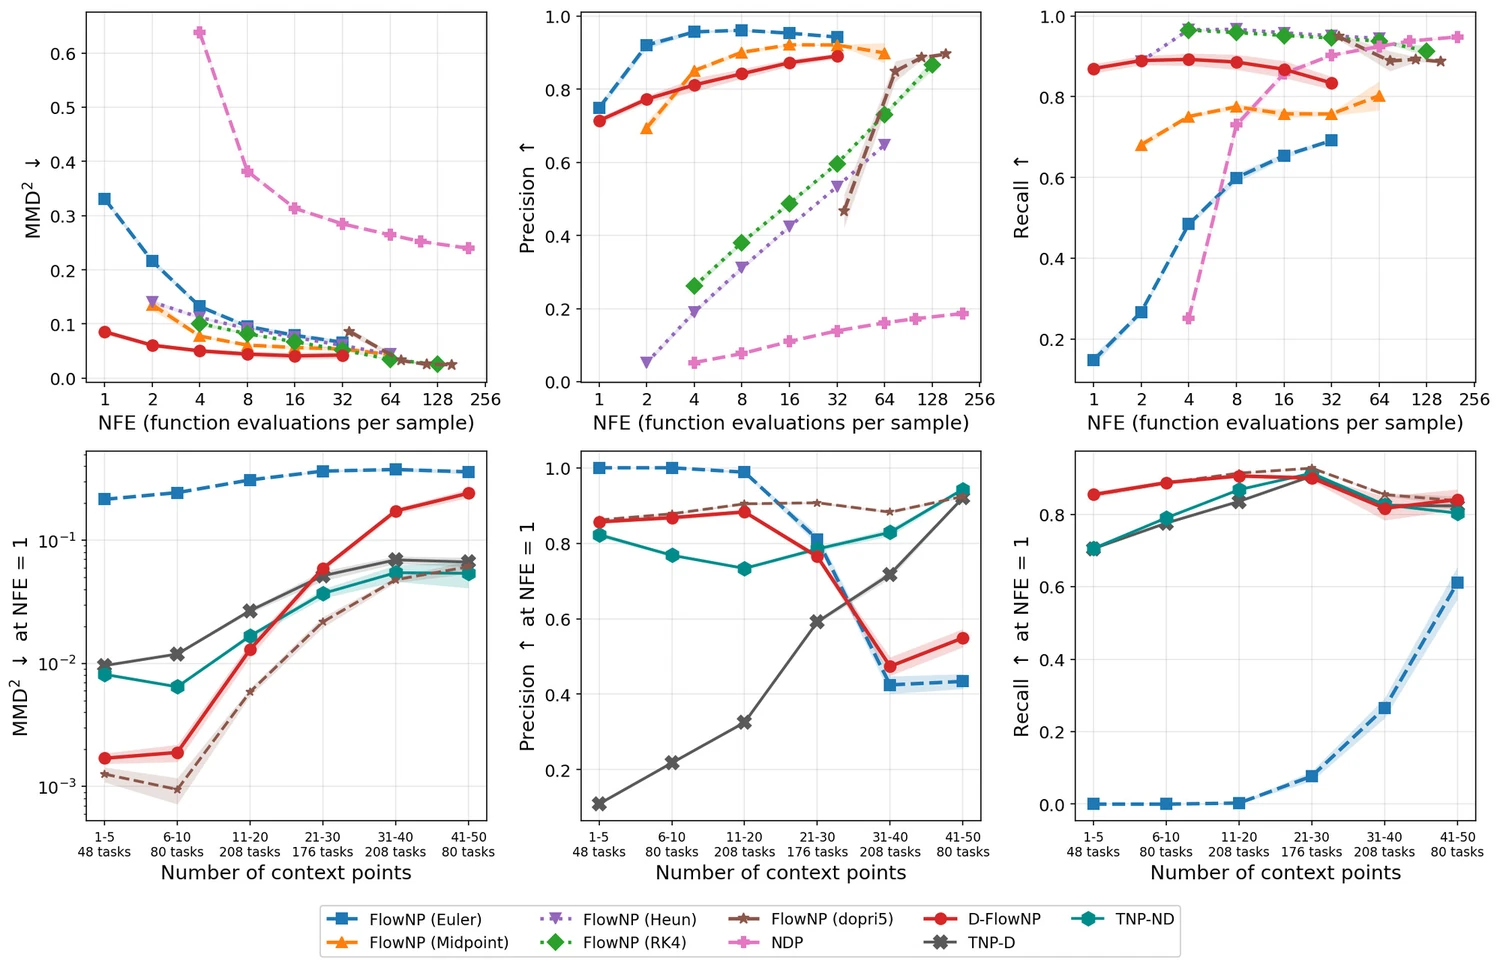 MMD² ↓
0.6
0.5
0.4
0.3
0.2
0.1
0.0
1 2 4 8 16 32 64 128 256
NFE (function evaluations per sample)
Precision ↑
1.0
0.8
0.6
0.4
0.2
0.0
1 2 4 8 16 32 64 128 256
NFE (function evaluations per sample)
Recall ↑
1.0
0.8
0.6
0.4
0.2
1 2 4 8 16 32 64 128 256
NFE (function evaluations per sample)
MMD² ↓ at NFE = 1
10⁻¹
10⁻²
10⁻³
1-5 6-10 11-20 21-30 31-40 41-50
48 tasks 80 tasks 208 tasks 176 tasks 208 tasks 80 tasks
Number of context points
Precision ↑ at NFE = 1
1.0
0.8
0.6
0.4
0.2
1-5 6-10 11-20 21-30 31-40 41-50
48 tasks 80 tasks 208 tasks 176 tasks 208 tasks 80 tasks
Number of context points
Recall ↑ at NFE = 1
0.8
0.6
0.4
0.2
0.0
1-5 6-10 11-20 21-30 31-40 41-50
48 tasks 80 tasks 208 tasks 176 tasks 208 tasks 80 tasks
Number of context points
FlowNP (Euler) FlowNP (Heun) FlowNP (dopri5) D-FlowNP TNP-ND
FlowNP (Midpoint) FlowNP (RK4) NDP TNP-D